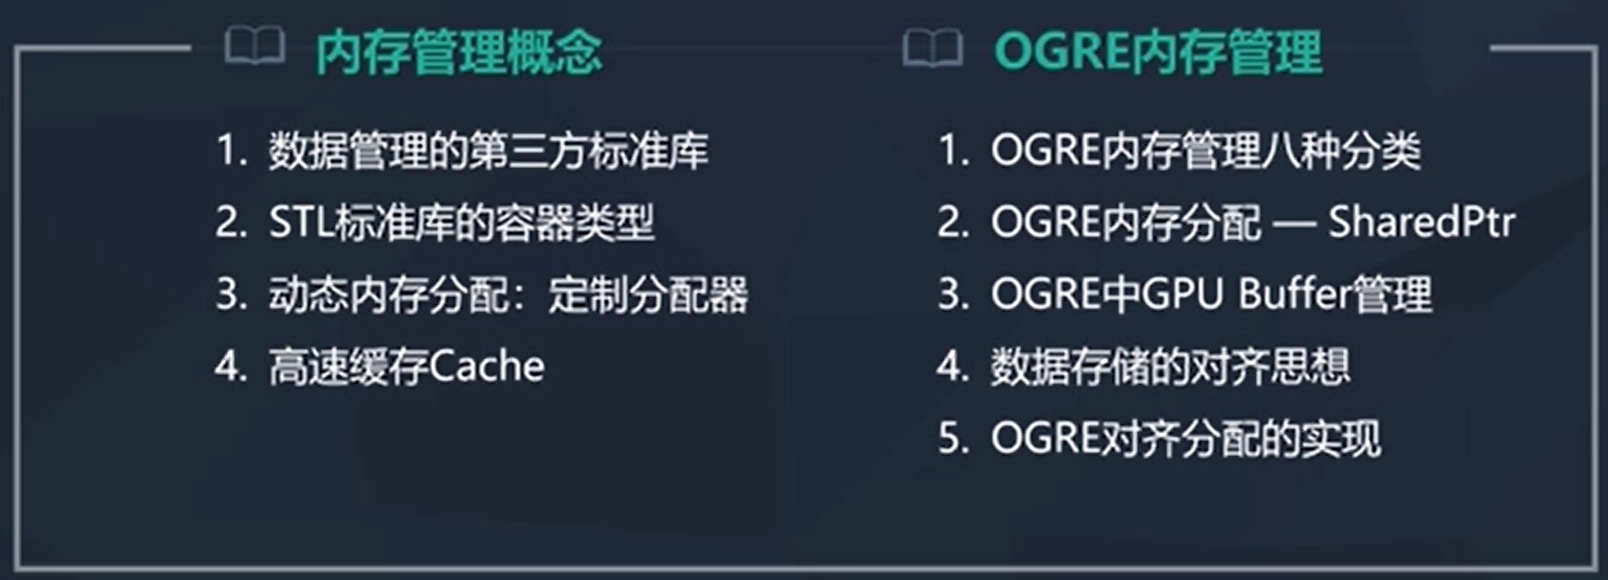 内存管理概念
1. 数据管理的第三方标准库
2. STL标准库的容器类型
3. 动态内存分配：定制分配器
4. 高速缓存Cache
OGRE内存管理
1. OGRE内存管理八种分类
2. OGRE内存分配 — SharedPtr
3. OGRE中GPU Buffer管理
4. 数据存储的对齐思想
5. OGRE对齐分配的实现